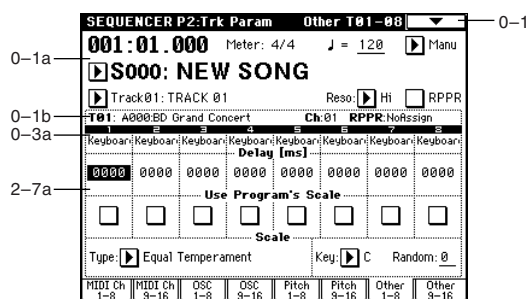 SEQUENCER P2:Trk Param Other T01-08
0-1
001:01.000 Meter: 4/4 ♩ = 120 Manu
0-1a
S000: NEW SONG
Track01: TRACK 01 Reso: Hi RPPR
0-1b
T01: A000:BD Grand Concert Ch:01 RPPR:NoAssign
0-3a
1 2 3 4 5 6 7 8
Keyboar Keyboar Keyboar Keyboar Keyboar Keyboar Keyboar Keyboar
Delay [ms]
0000 0000 0000 0000 0000 0000 0000 0000
2-7a
Use Program's Scale
Scale
Type: Equal Temperament Key: C Random: 0
MIDI Ch 1-8 MIDI Ch 9-16 OSC 1-8 OSC 9-16 Pitch 1-8 Pitch 9-16 Other 1-8 Other 9-16